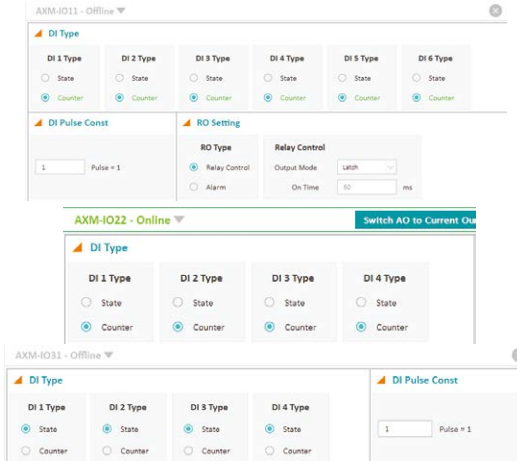 AXM-IO11 - Offline
DI Type
DI 1 Type DI 2 Type DI 3 Type DI 4 Type DI 5 Type DI 6 Type
State State State State State State
Counter Counter Counter Counter Counter Counter
DI Pulse Const RO Setting
RO Type Relay Control
1 Pulse = 1 Relay Control Output Mode Latch
Alarm On Time 50 ms
AXM-IO22 - Online Switch AO to Current Ou
DI Type
DI 1 Type DI 2 Type DI 3 Type DI 4 Type
State State State State
Counter Counter Counter Counter
AXM-IO31 - Offline
DI Type DI Pulse Const
DI 1 Type DI 2 Type DI 3 Type DI 4 Type
State State State State 1 Pulse = 1
Counter Counter Counter Counter